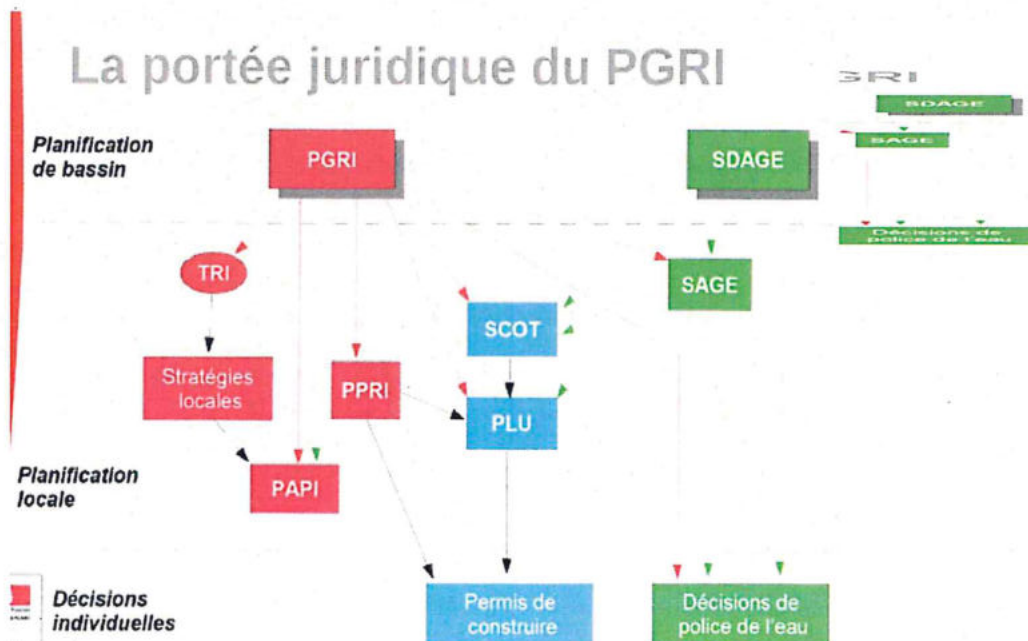 La portée juridique du PGRI
GRI
SDAGE
SAGE
Décisions de
police de l'eau
Planification
de bassin
PGRI
SDAGE
TRI
SAGE
SCOT
Stratégies
locales
PPRI
PLU
Planification
locale
PAPI
Décisions
individuelles
Permis de
construire
Décisions de
police de l'eau